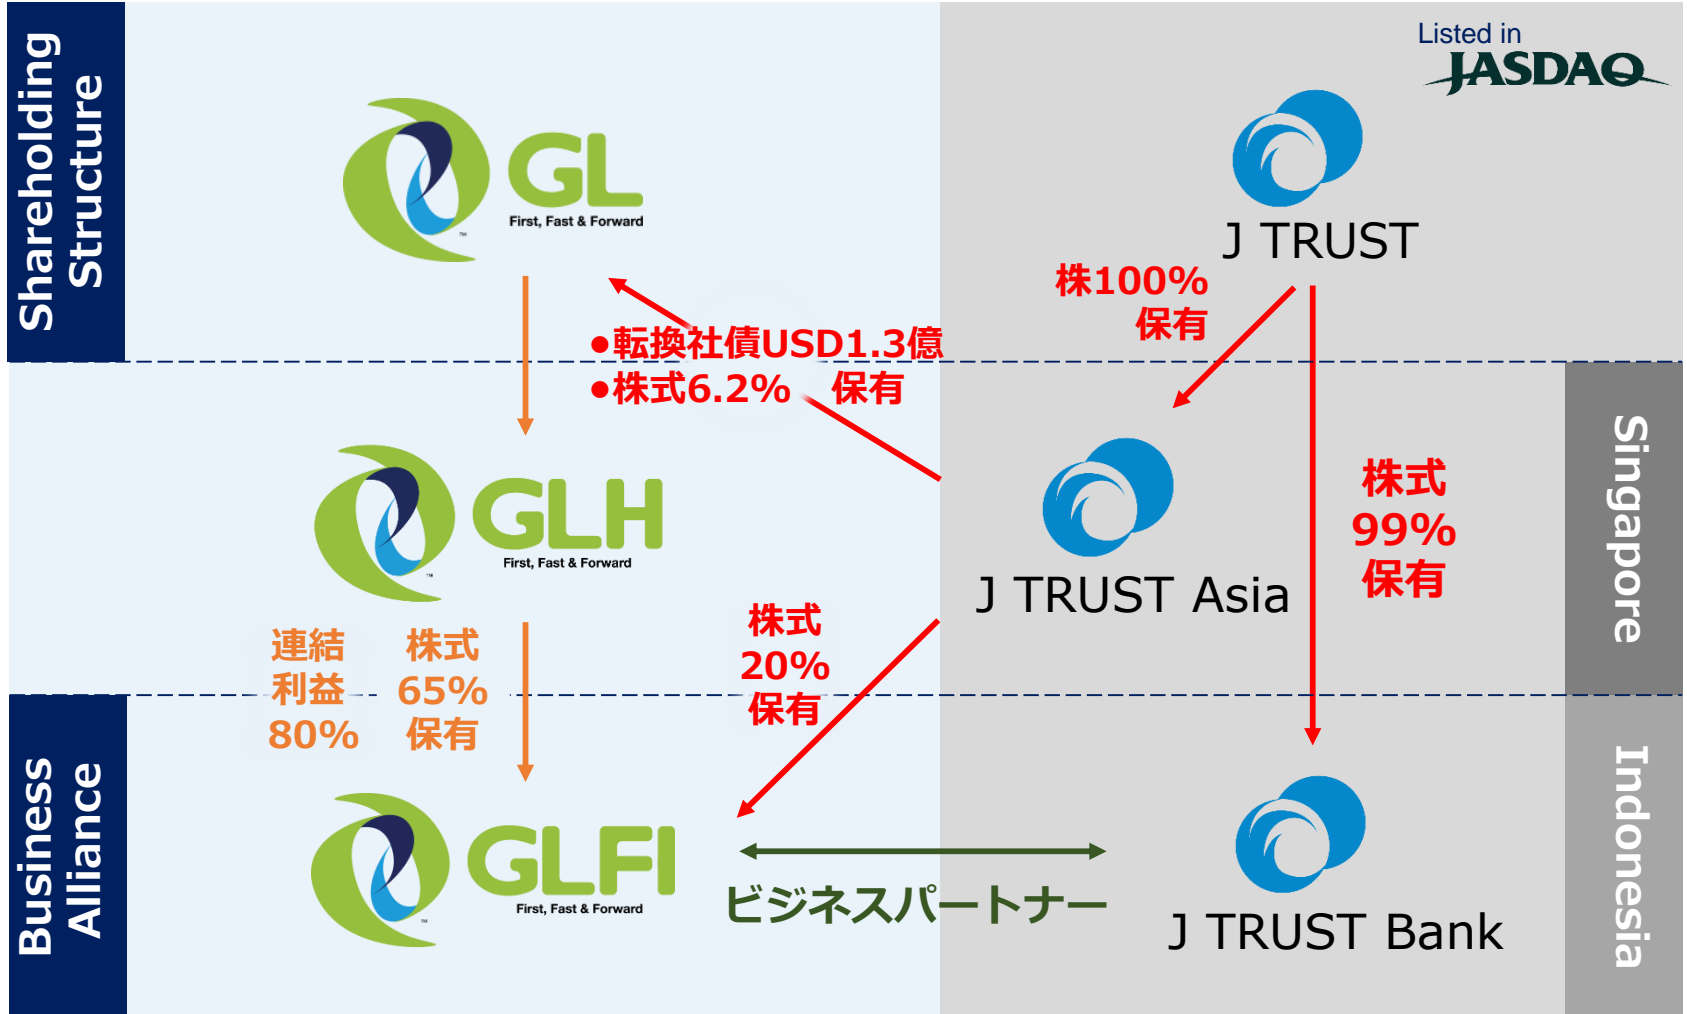 Shareholding
Structure
Listed in
JASDAQ
GL
First, Fast & Forward
TM
J TRUST
株100%
保有
●転換社債USD1.3億
●株式6.2% 保有
GLH
First, Fast & Forward
TM
J TRUST Asia
株式
99%
保有
Singapore
連結
利益
80%
株式
65%
保有
株式
20%
保有
Business
Alliance
GLFI
First, Fast & Forward
TM
ビジネスパートナー
J TRUST Bank
Indonesia